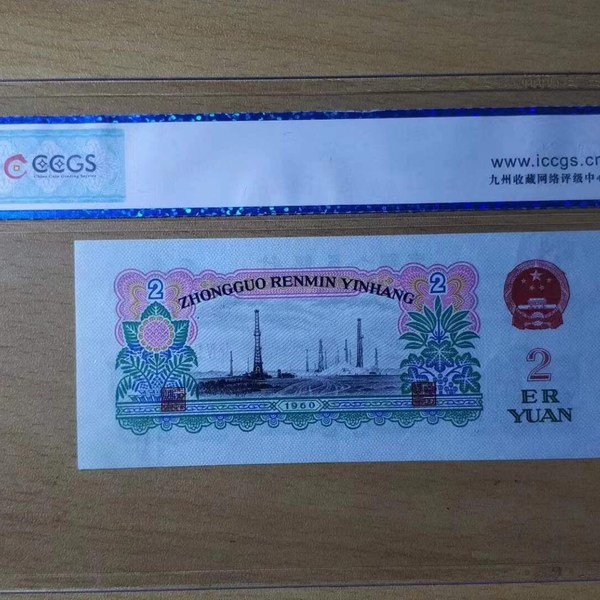 CCGS
www.iccgs.cn
九州收藏网络评级中心
2
ZHONGGUO RENMIN YINHANG
2
1960
2
ER
YUAN